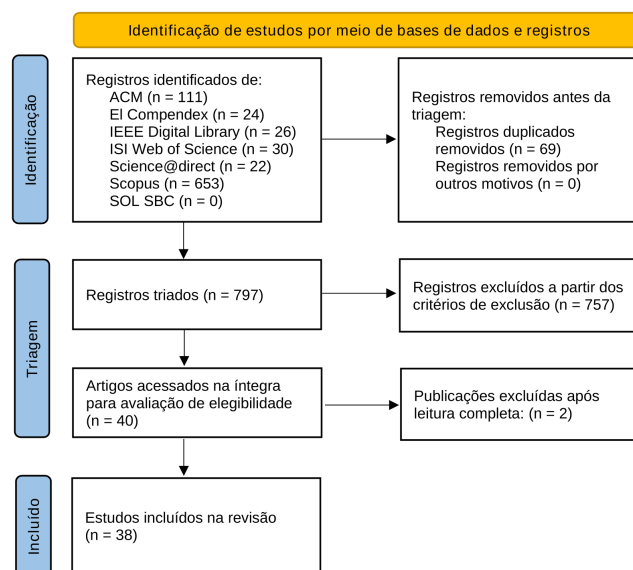 Identificação de estudos por meio de bases de dados e registros
Identificação
Registros identificados de:
ACM (n = 111)
El Compendex (n = 24)
IEEE Digital Library (n = 26)
ISI Web of Science (n = 30)
Science@direct (n = 22)
Scopus (n = 653)
SOL SBC (n = 0)
Registros removidos antes da
triagem:
Registros duplicados
removidos (n = 69)
Registros removidos por
outros motivos (n = 0)
Triagem
Registros triados (n = 797)
Registros excluídos a partir dos
critérios de exclusão (n = 757)
Artigos acessados na íntegra
para avaliação de elegibilidade
(n = 40)
Publicações excluídas após
leitura completa: (n = 2)
Incluído
Estudos incluídos na revisão
(n = 38)